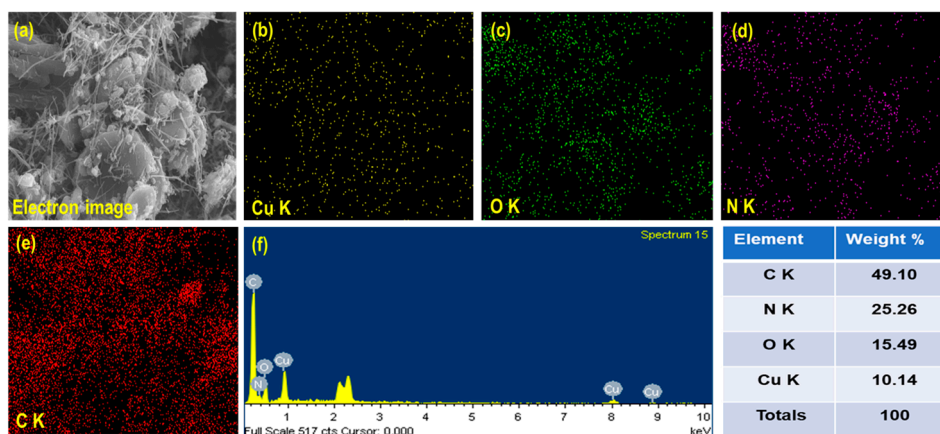 (a)
Electron image
(b)
Cu K
(c)
O K
(d)
N K
(e)
C K
(f)
Spectrum 15
C
O
N
Cu
Cu
Cu
1 2 3 4 5 6 7 8 9 10
Full Scale 517 cts Cursor: 0.000
keV
Element Weight %
C K 49.10
N K 25.26
O K 15.49
Cu K 10.14
Totals 100